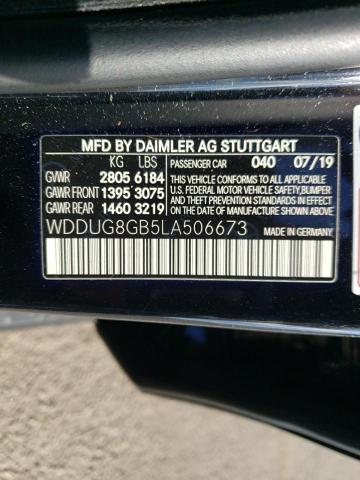 MFD BY DAIMLER AG STUTTGART
KG LBS PASSENGER CAR 040 07/19
GVWR 2805 6184 THIS VEHICLE CONFORMS TO ALL APPLICABLE
GAWR FRONT 1395 3075 U.S. FEDERAL MOTOR VEHICLE SAFETY, BUMPER
GAWR REAR 1460 3219 AND THEFT PREVENTION STANDARDS IN EFFECT
ON THE DATE OF MANUFACTURE SHOWN ABOVE.
WDDUG8GB5LA506673 MADE IN GERMANY